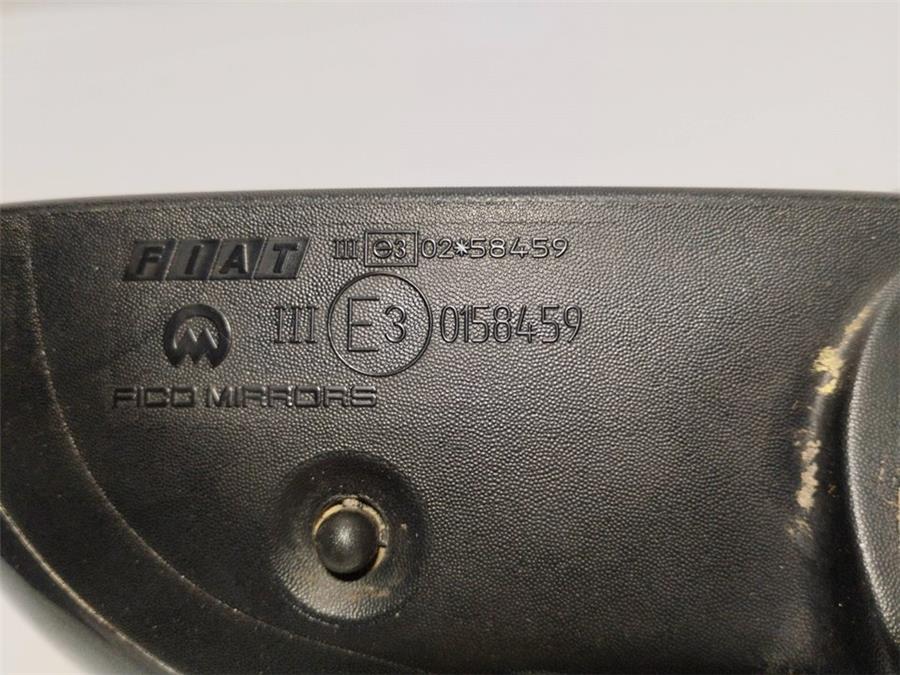 FIAT
III e3 02*58459
III E3 0158459
FICO MIRRORS